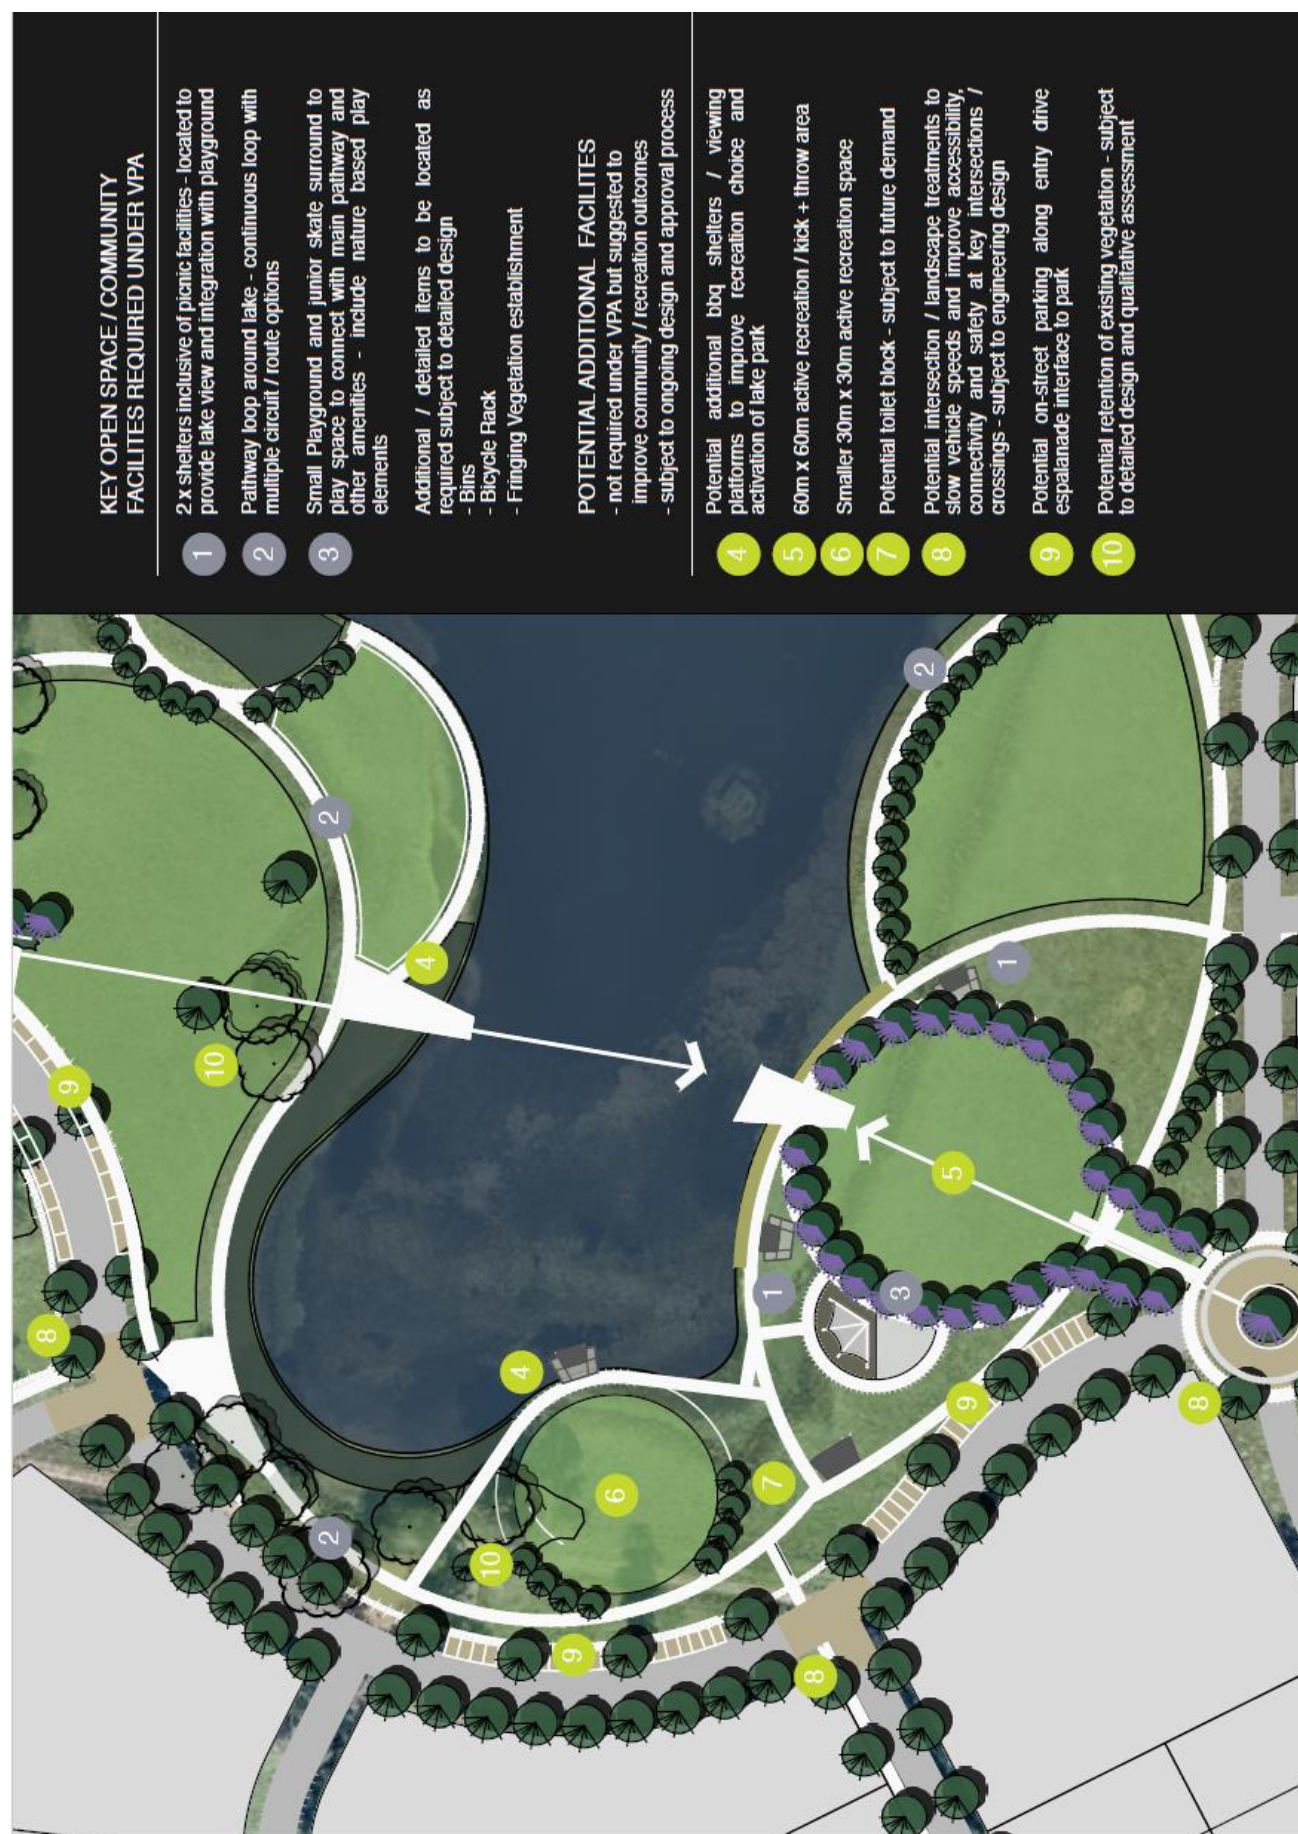 KEY OPEN SPACE / COMMUNITY
FACILITES REQUIRED UNDER VPA
1
2 x shelters inclusive of picnic facilities - located to
provide lake view and integration with playground
2
Pathway loop around lake - continuous loop with
multiple circuit / route options
3
Small Playground and junior skate surround to
play space to connect with main pathway and
other amenities - include nature based play
elements
Additional / detailed items to be located as
required subject to detailed design
- Bins
- Bicycle Rack
- Fringing Vegetation establishment
POTENTIAL ADDITIONAL FACILITES
- not required under VPA but suggested to
improve community / recreation outcomes
- subject to ongoing design and approval process
4
Potential additional bbq shelters / viewing
platforms to improve recreation choice and
activation of lake park
5
60m x 60m active recreation / kick + throw area
6
Smaller 30m x 30m active recreation space
7
Potential toilet block - subject to future demand
8
Potential intersection / landscape treatments to
slow vehicle speeds and improve accessibility,
connectivity and safety at key intersections /
crossings - subject to engineering design
9
Potential on-street parking along entry drive
espalanade interface to park
10
Potential retention of existing vegetation - subject
to detailed design and qualitative assessment
8
9
10
2
4
2
2
10
4
6
9
7
8
1
3
5
1
9
8
2